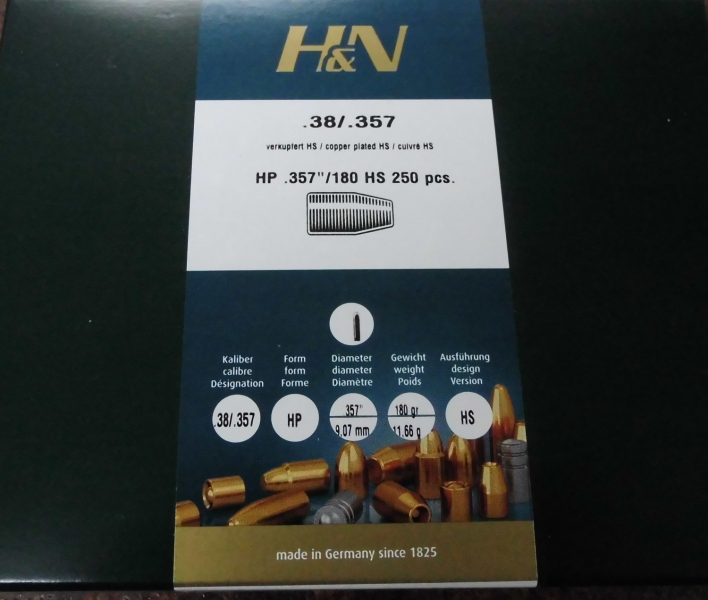 H&N
.38/.357
verkupfert HS / copper plated HS / cuivré HS
HP .357"/180 HS 250 pcs.
Kaliber Form Diameter Gewicht Ausführung
calibre form diameter weight design
Désignation Forme Diamètre Poids Version
.38/.357 HP .357" 180 gr HS
9.07 mm 11.66 g
made in Germany since 1825